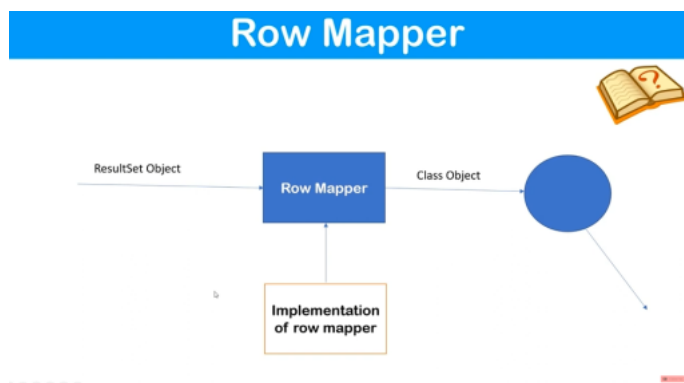 Row Mapper
ResultSet Object
Row Mapper
Class Object
Implementation
of row mapper